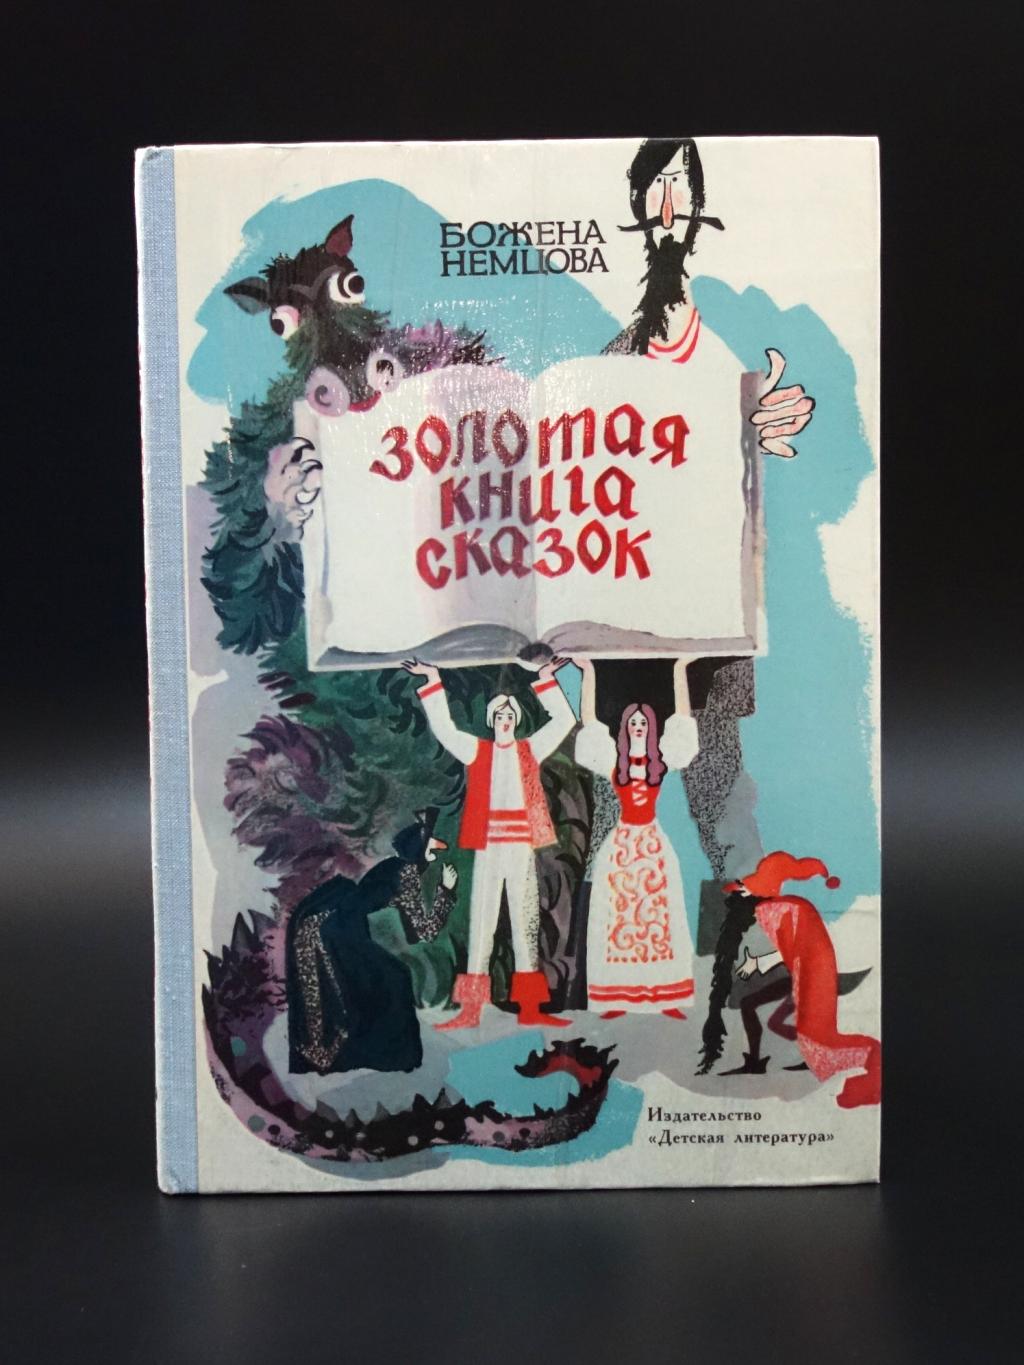 БОЖЕНА
НЕМЦОВА
золотая
книга
сказок
Издательство
«Детская литература»